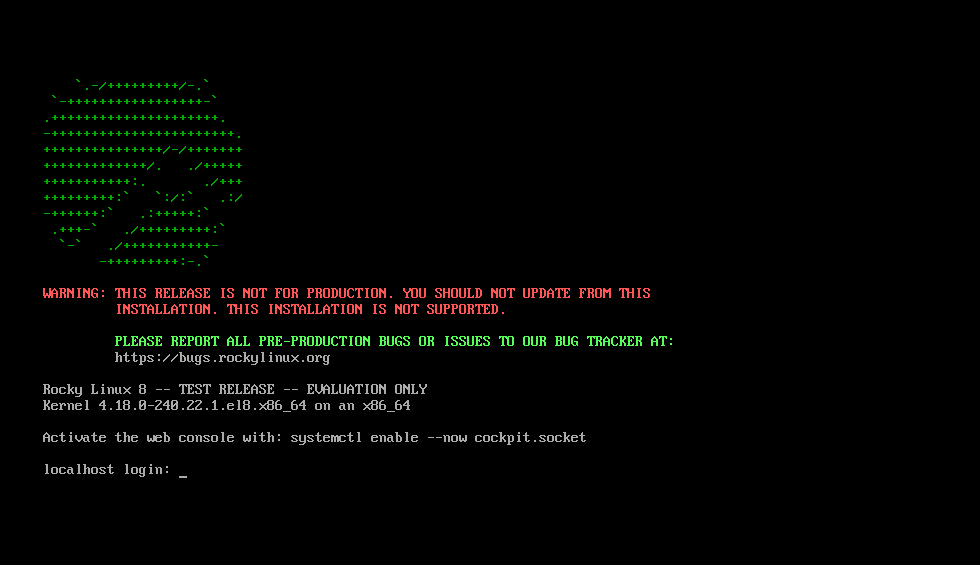 WARNING: THIS RELEASE IS NOT FOR PRODUCTION. YOU SHOULD NOT UPDATE FROM THIS
INSTALLATION. THIS INSTALLATION IS NOT SUPPORTED.
PLEASE REPORT ALL PRE-PRODUCTION BUGS OR ISSUES TO OUR BUG TRACKER AT:
https://bugs.rockylinux.org
Rocky Linux 8 -- TEST RELEASE -- EVALUATION ONLY
Kernel 4.18.0-240.22.1.el8.x86_64 on an x86_64
Activate the web console with: systemctl enable --now cockpit.socket
localhost login: _